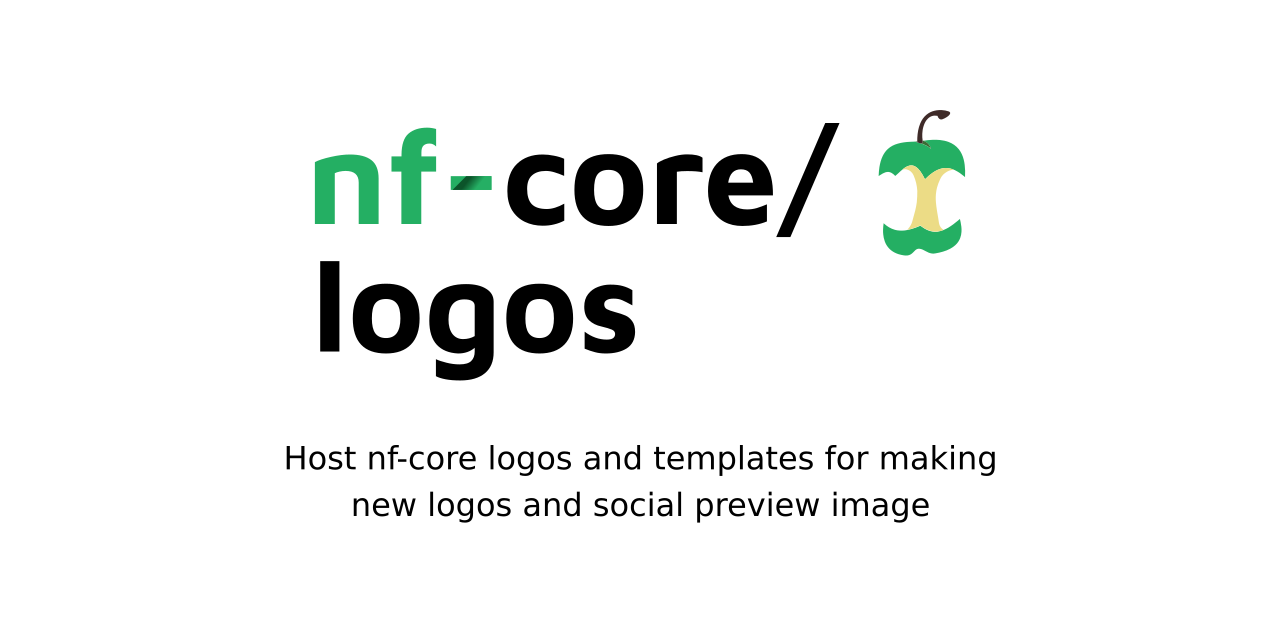 nf-core/
logos
Host nf-core logos and templates for making
new logos and social preview image